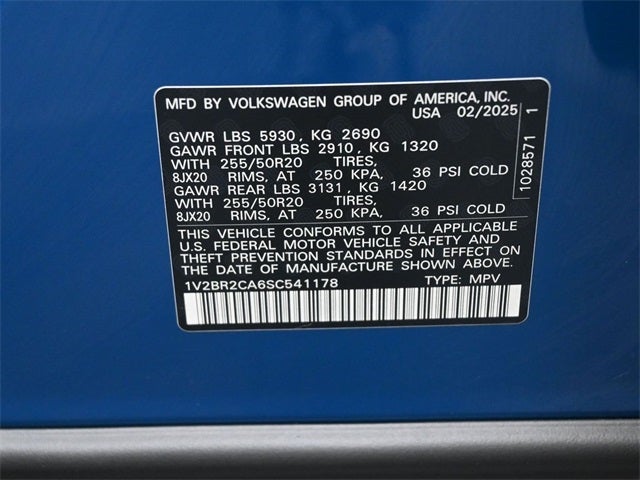 MFD BY VOLKSWAGEN GROUP OF AMERICA, INC.
USA 02/2025
GVWR LBS 5930, KG 2690
GAWR FRONT LBS 2910, KG 1320
WITH 255/50R20 TIRES,
8JX20 RIMS, AT 250 KPA, 36 PSI COLD
GAWR REAR LBS 3131, KG 1420
WITH 255/50R20 TIRES,
8JX20 RIMS, AT 250 KPA, 36 PSI COLD
THIS VEHICLE CONFORMS TO ALL APPLICABLE
U.S. FEDERAL MOTOR VEHICLE SAFETY AND
THEFT PREVENTION STANDARDS IN EFFECT ON
THE DATE OF MANUFACTURE SHOWN ABOVE.
1V2BR2CA6SC541178 TYPE: MPV
1028571 1